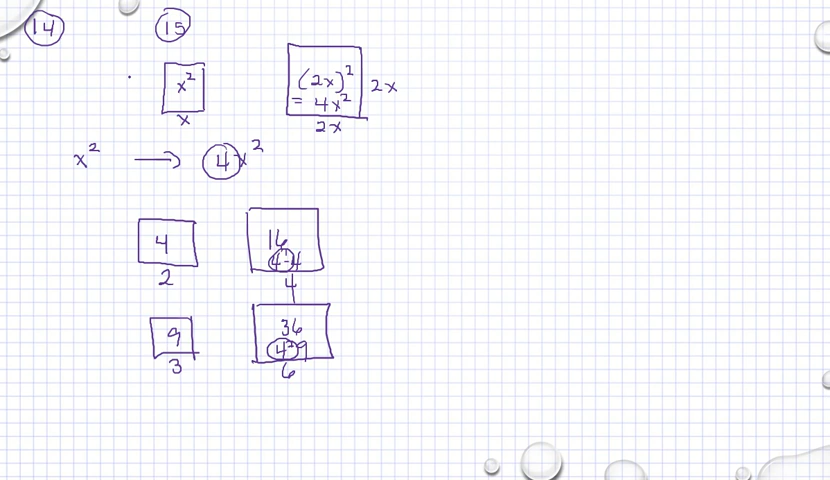 14 15
x² (2x)² 2x
= 4x²
x 2x
x² → 4x²
4 16
4·4
2 4
9 36
4·9
3 6